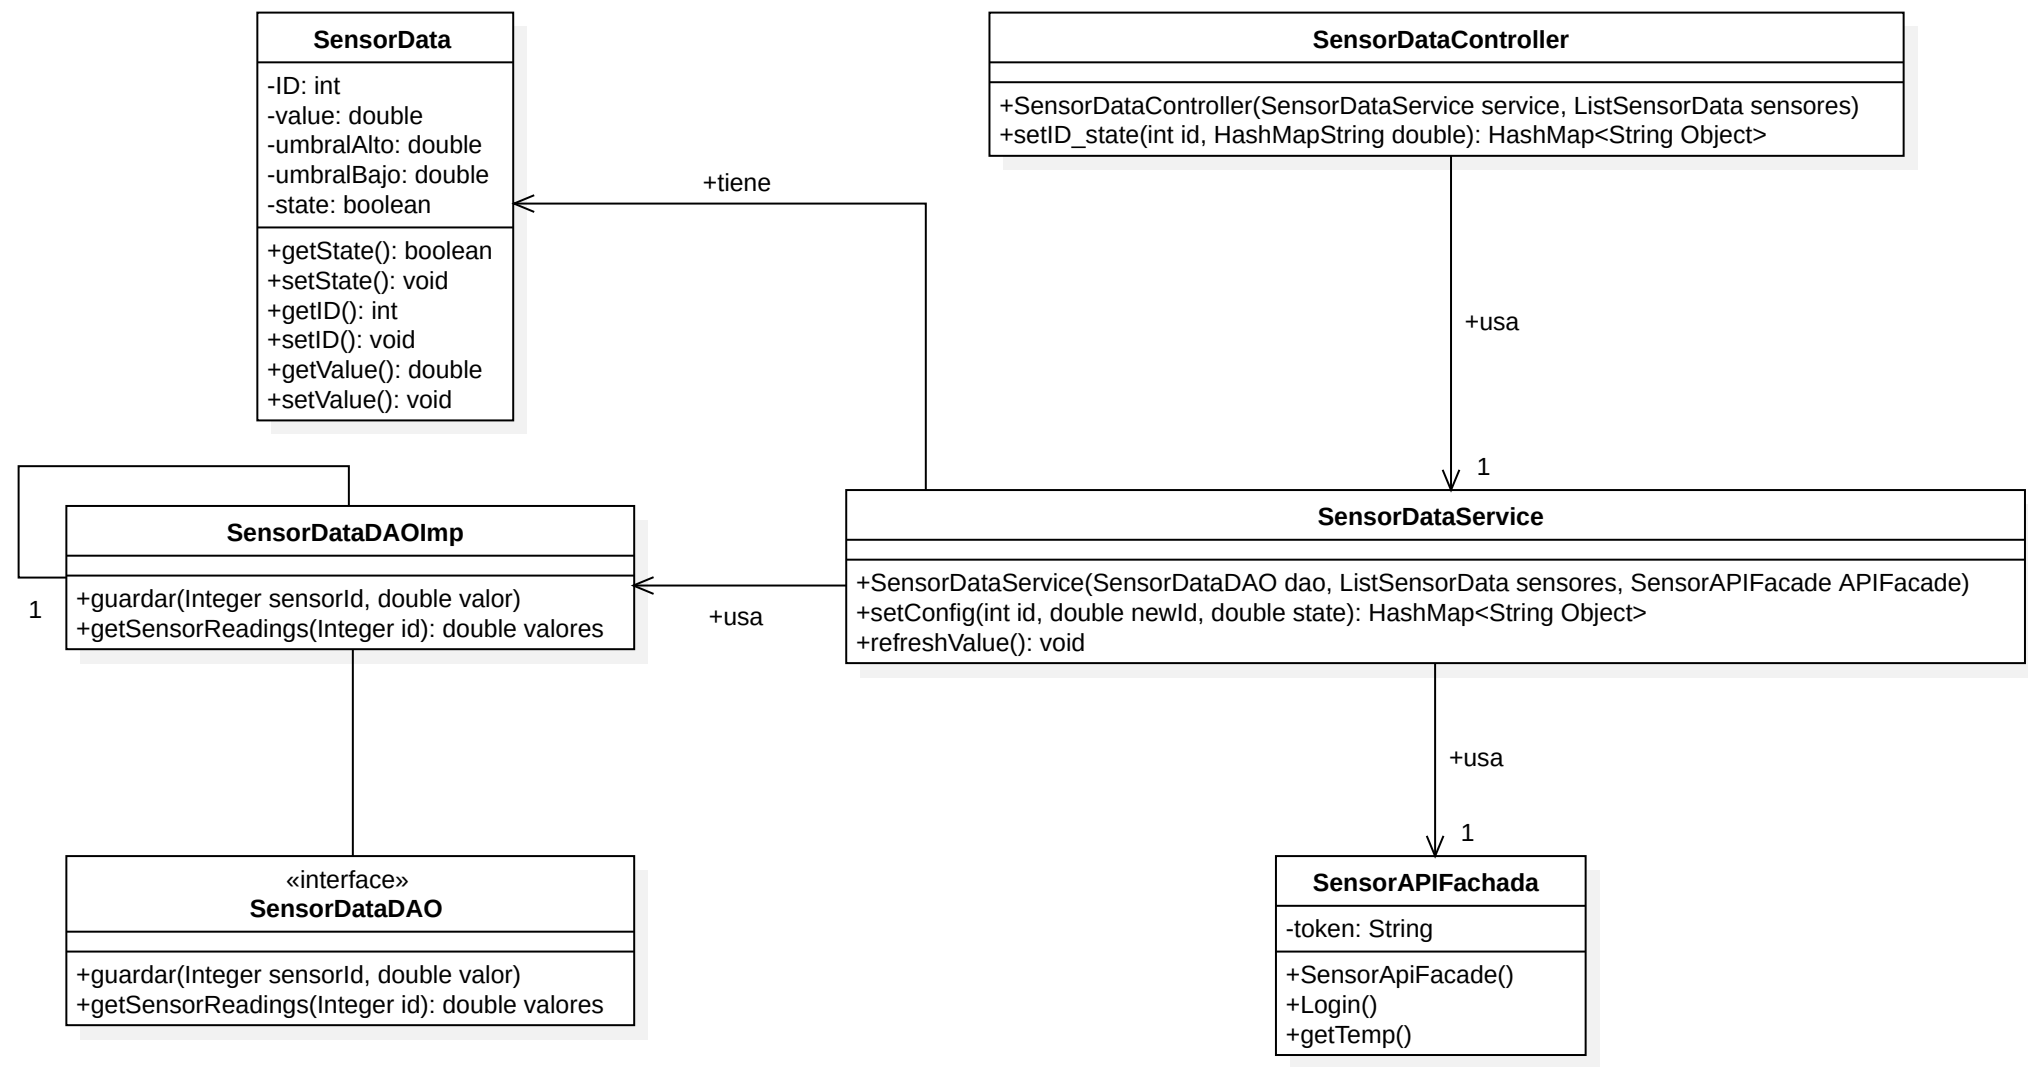 SensorData
-ID: int
-value: double
-umbralAlto: double
-umbralBajo: double
-state: boolean
+getState(): boolean
+setState(): void
+getID(): int
+setID(): void
+getValue(): double
+setValue(): void
SensorDataController
+SensorDataController(SensorDataService service, ListSensorData sensores)
+setID_state(int id, HashMapString double): HashMap<String Object>
+tiene
+usa
1
SensorDataDAOImp
+guardar(Integer sensorId, double valor)
+getSensorReadings(Integer id): double valores
1
+usa
SensorDataService
+SensorDataService(SensorDataDAO dao, ListSensorData sensores, SensorAPIFacade APIFacade)
+setConfig(int id, double newId, double state): HashMap<String Object>
+refreshValue(): void
+usa
1
«interface»
SensorDataDAO
+guardar(Integer sensorId, double valor)
+getSensorReadings(Integer id): double valores
SensorAPIFachada
-token: String
+SensorApiFacade()
+Login()
+getTemp()